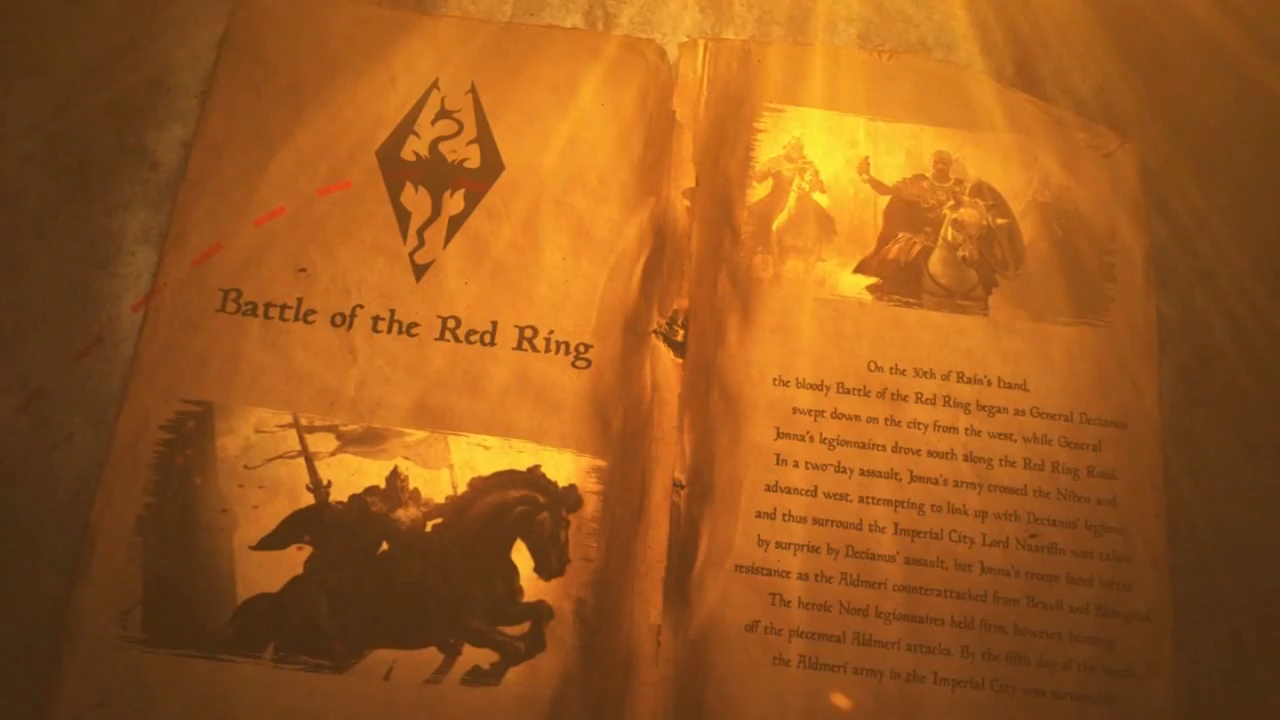 Battle of the Red Ring
On the 30th of Rain's hand,
the bloody Battle of the Red Ring began as General Decianus
swept down on the city from the west, while General
Jonna's legionnaires drove south along the Red Ring Road.
In a two-day assault, Jonna's army crossed the Niben and
advanced west, attempting to link up with Decianus' legions
and thus surround the Imperial City. Lord Naarifin was taken
by surprise by Decianus' assault, but Jonna's troops faced bitter
resistance as the Aldmeri counterattacked from Bravil and Skingrad.
The heroic Nord legionnaires held firm, however, beating
off the piecemeal Aldmeri attacks. By the fifth day of the battle,
the Aldmeri army in the Imperial City was surrounded.